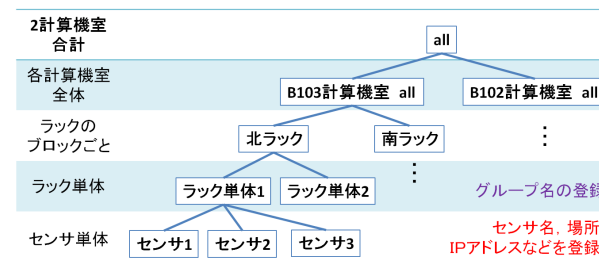 2計算機室
合計
all
各計算機室
全体
B103計算機室 all
B102計算機室 all
ラックの
ブロックごと
北ラック
南ラック
⋮
⋮
ラック単体
ラック単体1
ラック単体2
グループ名の登録
センサ単体
センサ1
センサ2
センサ3
センサ名，場所
IPアドレスなどを登録